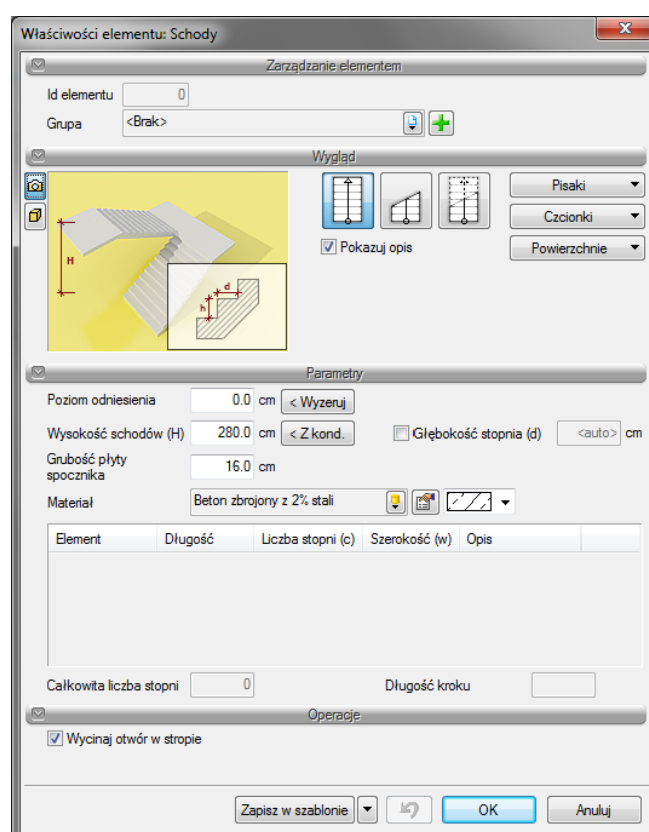 Właściwości elementu: Schody
Zarządzanie elementem
Id elementu 0
Grupa <Brak>
Wygląd
Pisaki
Czcionki
Pokazuj opis Powierzchnie
H
d
h
Parametry
Poziom odniesienia 0.0 cm < Wyzeruj
Wysokość schodów (H) 280.0 cm < Z kond. Głębokość stopnia (d) <auto> cm
Grubość płyty
spocznika 16.0 cm
Materiał Beton zbrojony z 2% stali
Element Długość Liczba stopni (c) Szerokość (w) Opis
Całkowita liczba stopni 0 Długość kroku
Operacje
Wycinaj otwór w stropie
Zapisz w szablonie OK Anuluj